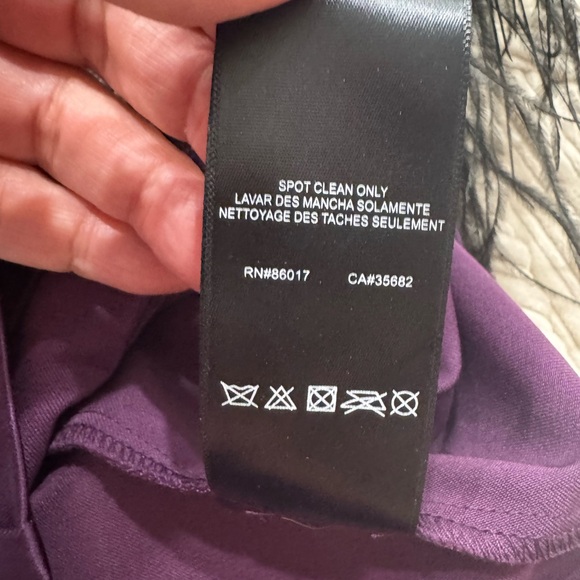 SPOT CLEAN ONLY
LAVAR DES MANCHA SOLAMENTE
NETTOYAGE DES TACHES SEULEMENT
RN#86017 CA#35682